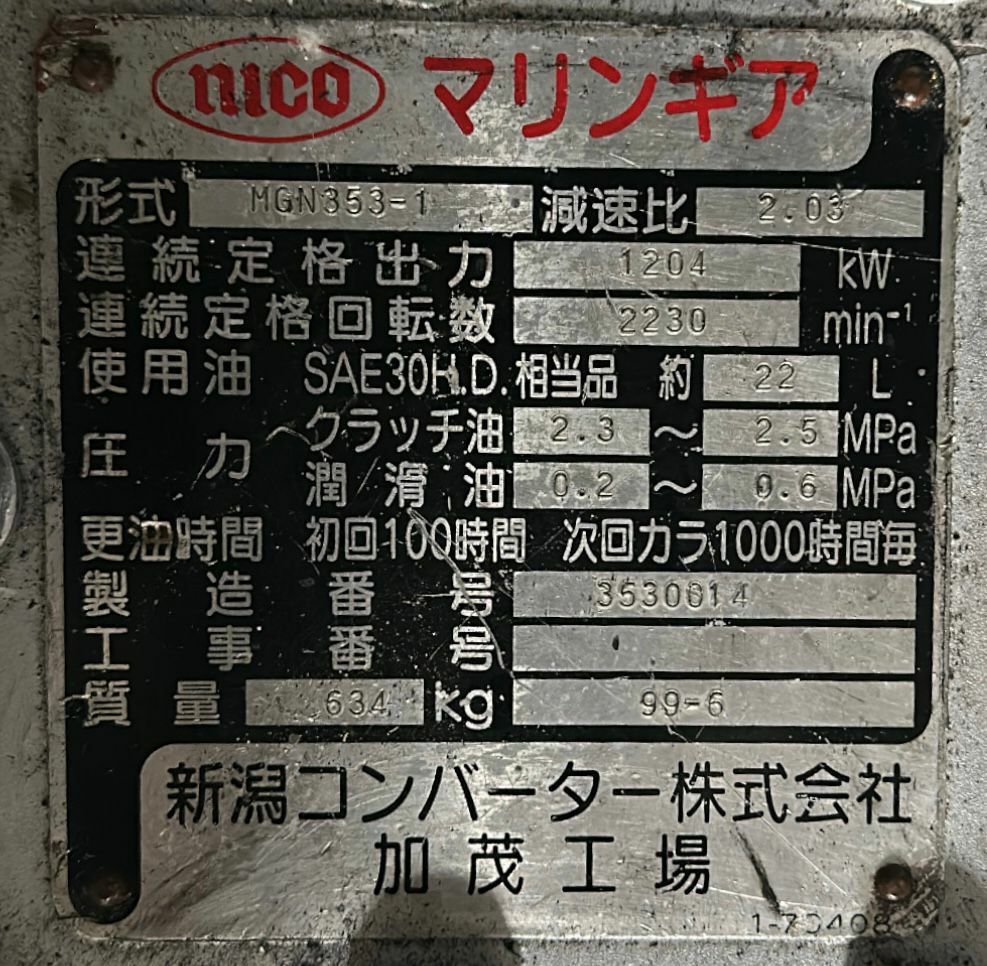 nico マリンギア
形式 MGN353-1 減速比 2.03
連続定格出力 1204 kW
連続定格回転数 2230 min⁻¹
使用油 SAE30H.D.相当品 約 22 L
圧力 クラッチ油 2.3 ～ 2.5 MPa
潤滑油 0.2 ～ 0.6 MPa
更油時間 初回100時間 次回カラ1000時間毎
製造番号 3530014
工事番号
質量 634 kg 99-6
新潟コンバーター株式会社
加茂工場